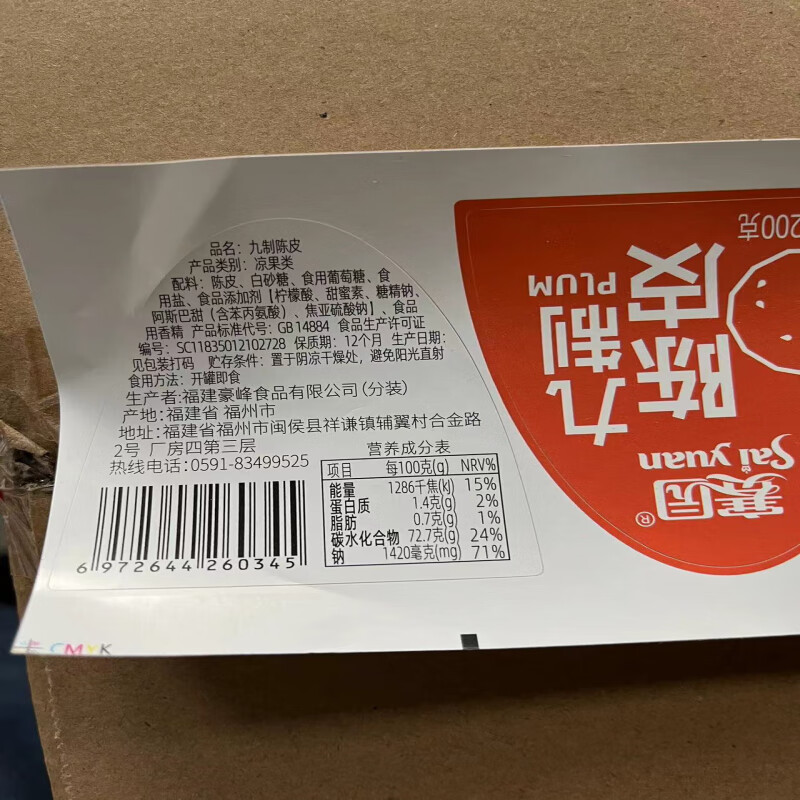 品名：九制陈皮
产品类别：凉果类
配料：陈皮、白砂糖、食用葡萄糖、食
用盐、食品添加剂【柠檬酸、甜蜜素、糖精钠、
阿斯巴甜（含苯丙氨酸）、焦亚硫酸钠】、食品
用香精 产品标准代号：GB14884 食品生产许可证
编号：SC11835012102728 保质期：12个月 生产日期：
见包装打码 贮存条件：置于阴凉干燥处，避免阳光直射
食用方法：开罐即食
生产者:福建豪峰食品有限公司(分装)
产地:福建省 福州市
地址:福建省福州市闽侯县祥谦镇辅翼村合金路
2号 厂房四第三层
热线电话:0591-83499525
营养成分表
项目 每100克(g) NRV%
能量 1286千焦(kJ) 15%
蛋白质 1.4克(g) 2%
脂肪 0.7克(g) 1%
碳水化合物 72.7克(g) 24%
钠 1420毫克(mg) 71%
6 972644 260345
CMYK
赛园®
Sai yuan
九制
陈皮
PLUM
200克